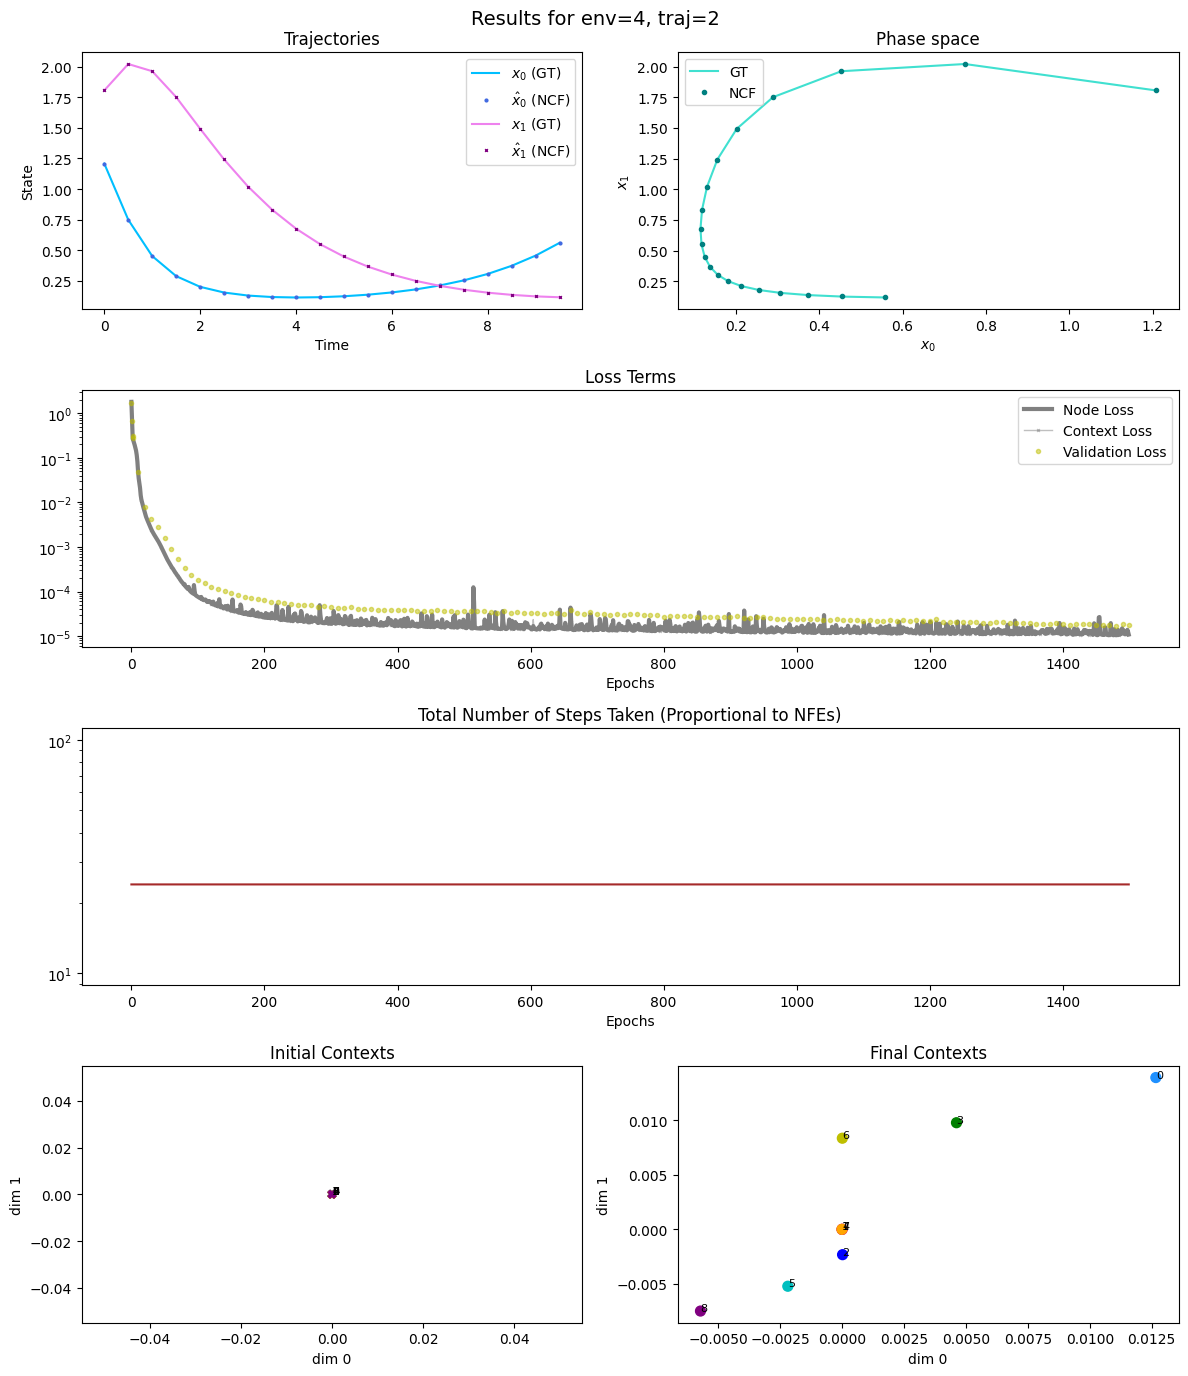 Results for env=4, traj=2
Trajectories
2.00
1.75
1.50
1.25
1.00
0.75
0.50
0.25
State
0 2 4 6 8
Time
x_0 (GT)
x̂_0 (NCF)
x_1 (GT)
x̂_1 (NCF)
Phase space
2.00
1.75
1.50
1.25
1.00
0.75
0.50
0.25
x_1
0.2 0.4 0.6 0.8 1.0 1.2
x_0
GT
NCF
Loss Terms
10^0
10^−1
10^−2
10^−3
10^−4
10^−5
0 200 400 600 800 1000 1200 1400
Epochs
Node Loss
Context Loss
Validation Loss
Total Number of Steps Taken (Proportional to NFEs)
10^2
10^1
0 200 400 600 800 1000 1200 1400
Epochs
Initial Contexts
0.04
0.02
0.00
−0.02
−0.04
dim 1
−0.04 −0.02 0.00 0.02 0.04
dim 0
Final Contexts
0.010
0.005
0.000
−0.005
dim 1
−0.0050 −0.0025 0.0000 0.0025 0.0050 0.0075 0.0100 0.0125
dim 0
0
3
6
2
5
8